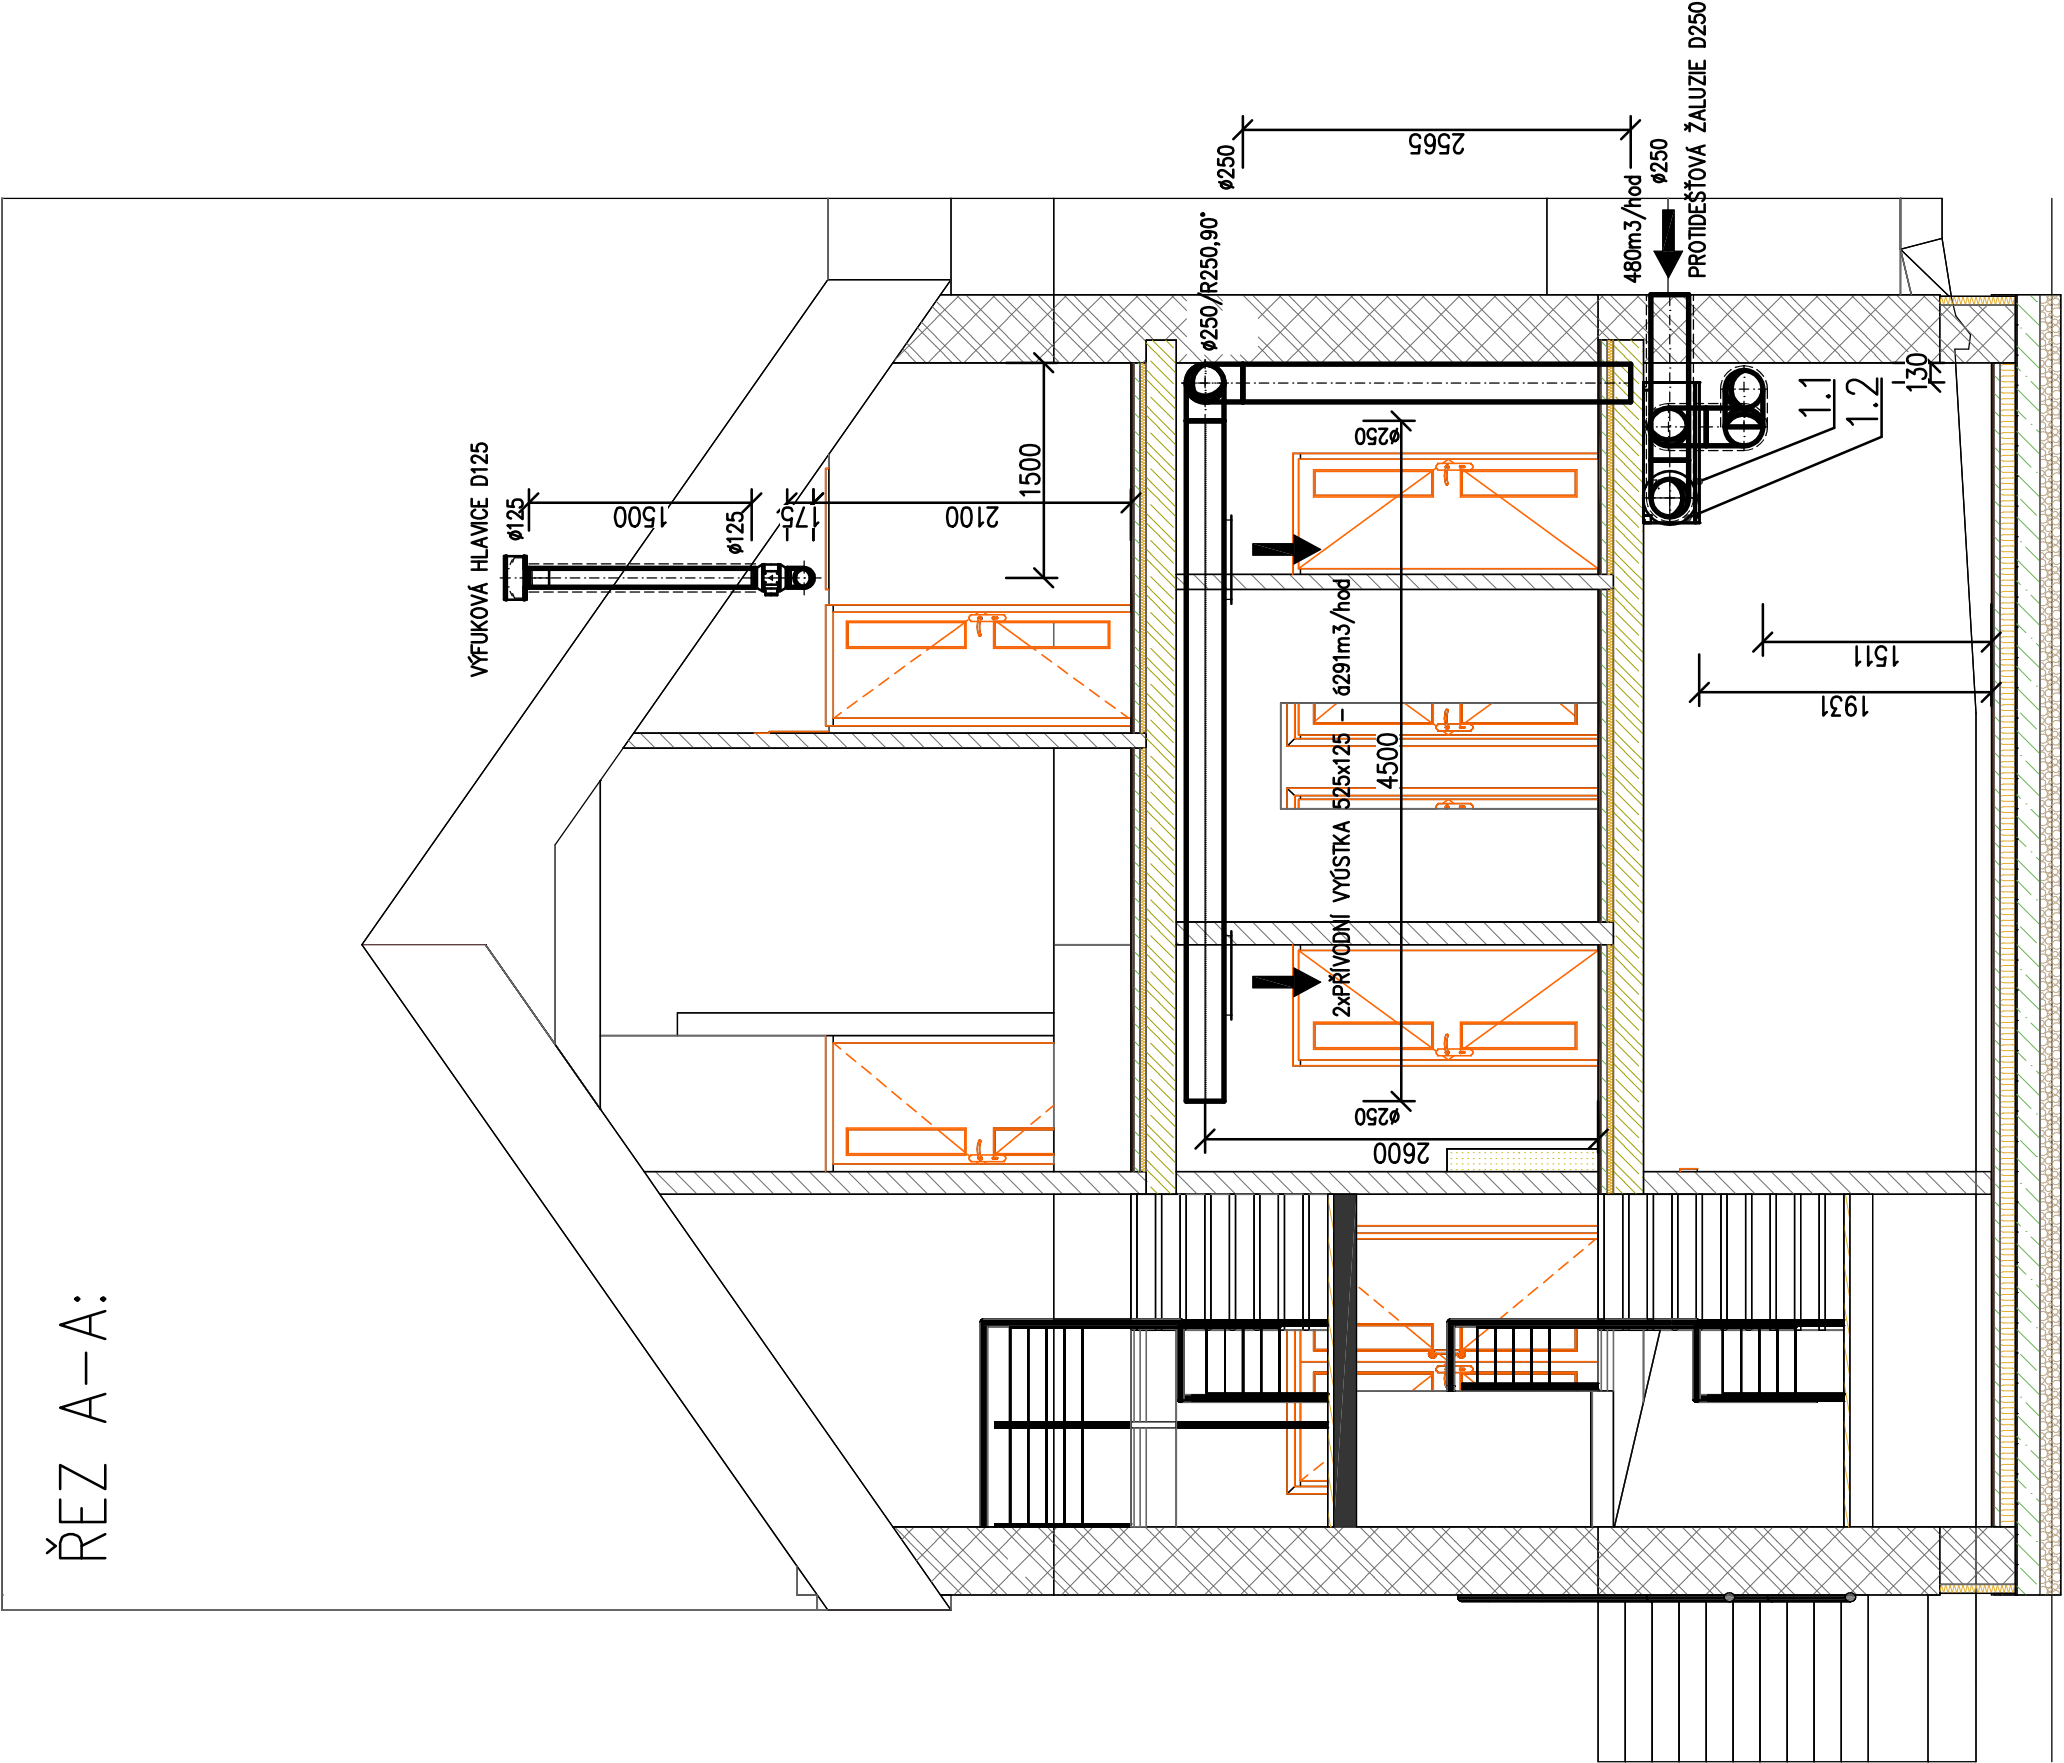 ŘEZ A-A:
VÝFUKOVÁ HLAVICE D125
ø125
1500
ø125
175
2100
1500
ø250
2565
ø250/R250,90°
480m3/hod
ø250
PROTIDEŠŤOVÁ ŽALUZIE D250
ø250
2xPŘÍVODNÍ VYÚSTKA 525x125 - á291m3/hod
4500
ø250
2600
1.1
1.2
130
1511
1931